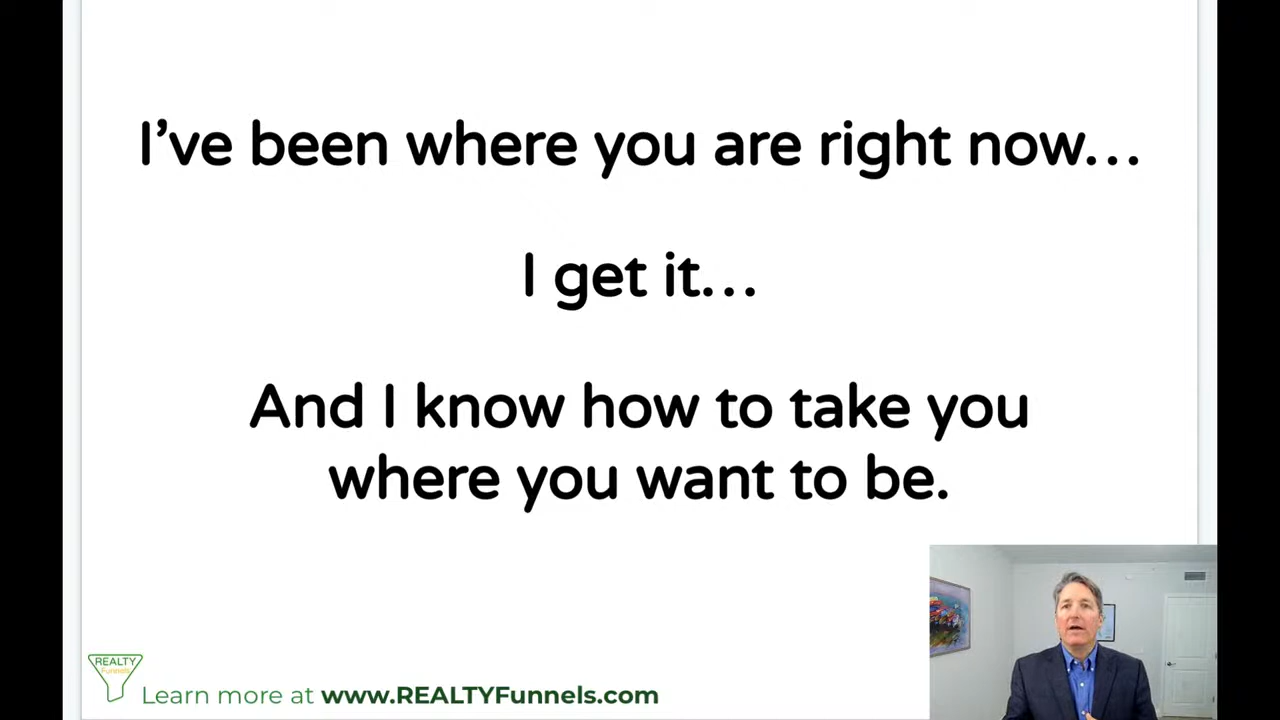 I've been where you are right now...
I get it...
And I know how to take you
where you want to be.
REALTY
Funnels
Learn more at www.REALTYFunnels.com